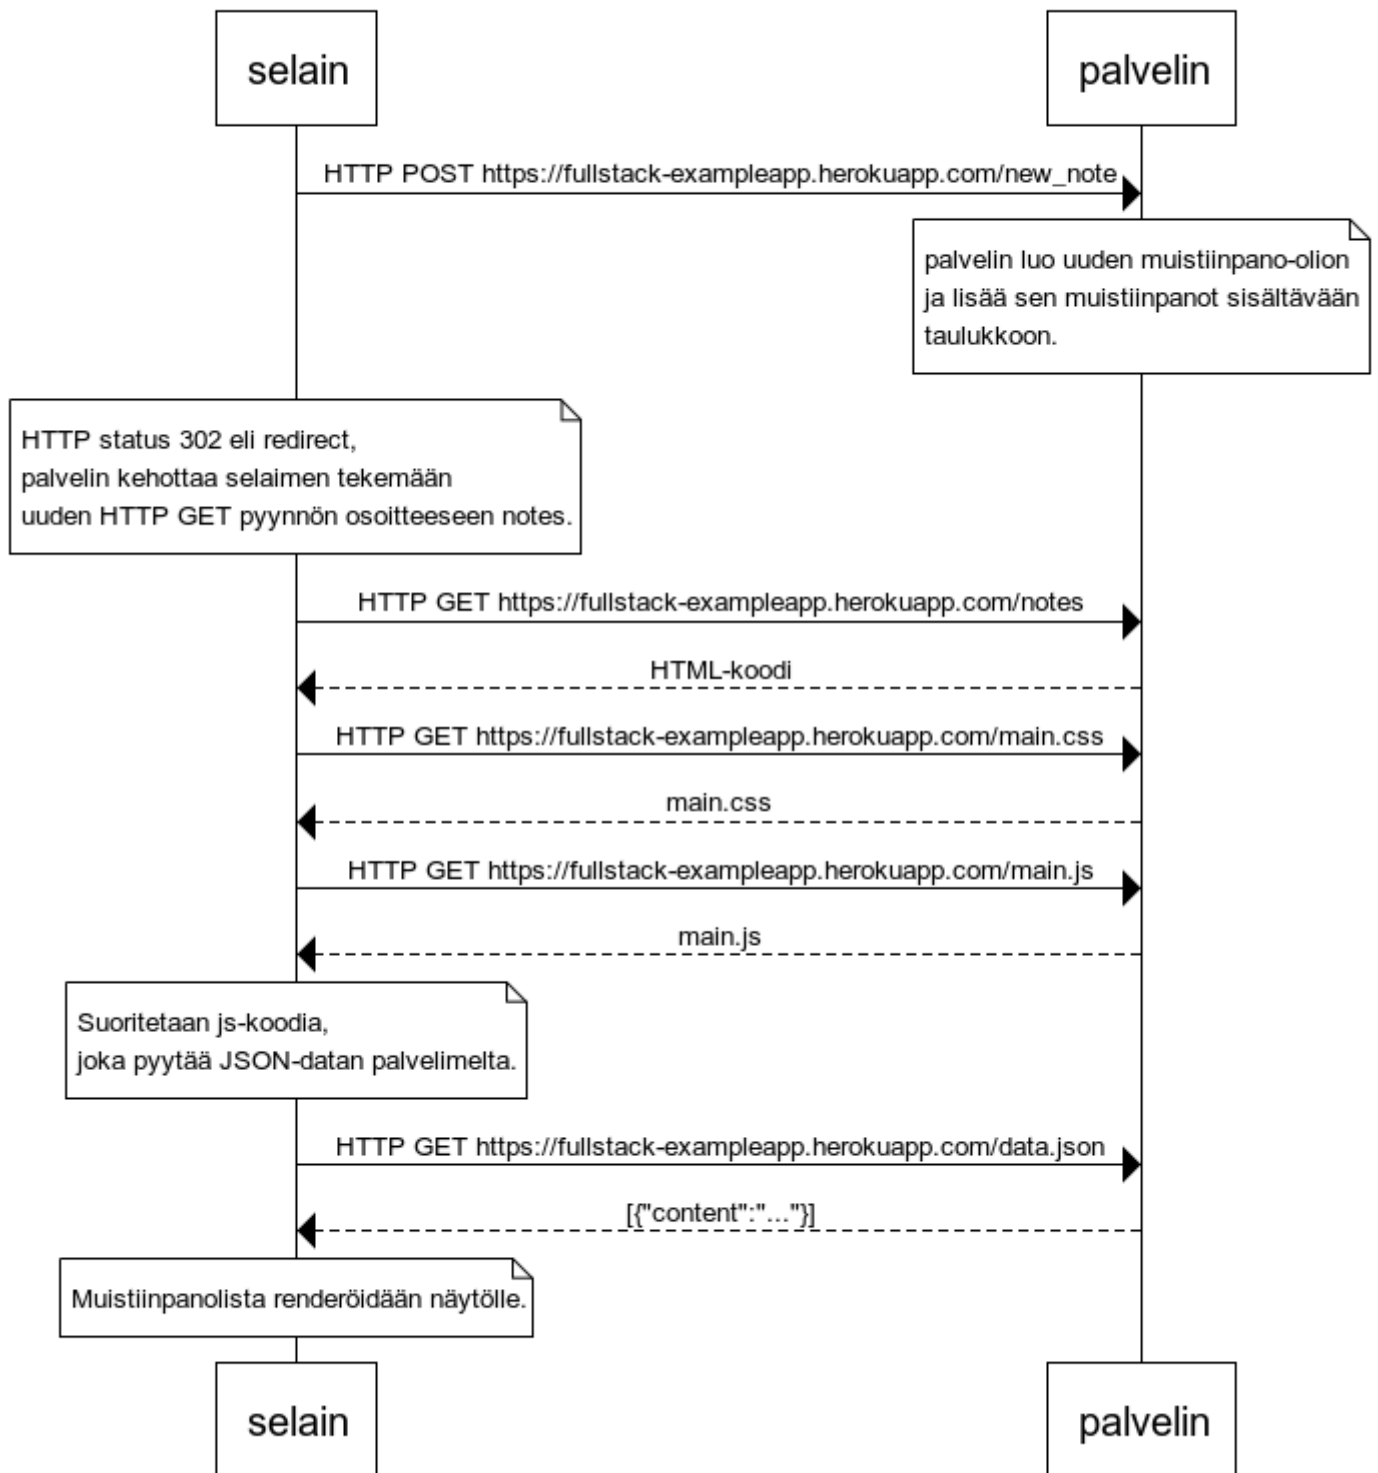 selain
palvelin
HTTP POST https://fullstack-exampleapp.herokuapp.com/new_note
palvelin luo uuden muistiinpano-olion
ja lisää sen muistiinpanot sisältävään
taulukkoon.
HTTP status 302 eli redirect,
palvelin kehottaa selaimen tekemään
uuden HTTP GET pyynnön osoitteeseen notes.
HTTP GET https://fullstack-exampleapp.herokuapp.com/notes
HTML-koodi
HTTP GET https://fullstack-exampleapp.herokuapp.com/main.css
main.css
HTTP GET https://fullstack-exampleapp.herokuapp.com/main.js
main.js
Suoritetaan js-koodia,
joka pyytää JSON-datan palvelimelta.
HTTP GET https://fullstack-exampleapp.herokuapp.com/data.json
[{"content":"..."}]
Muistiinpanolista renderöidään näytölle.
selain
palvelin